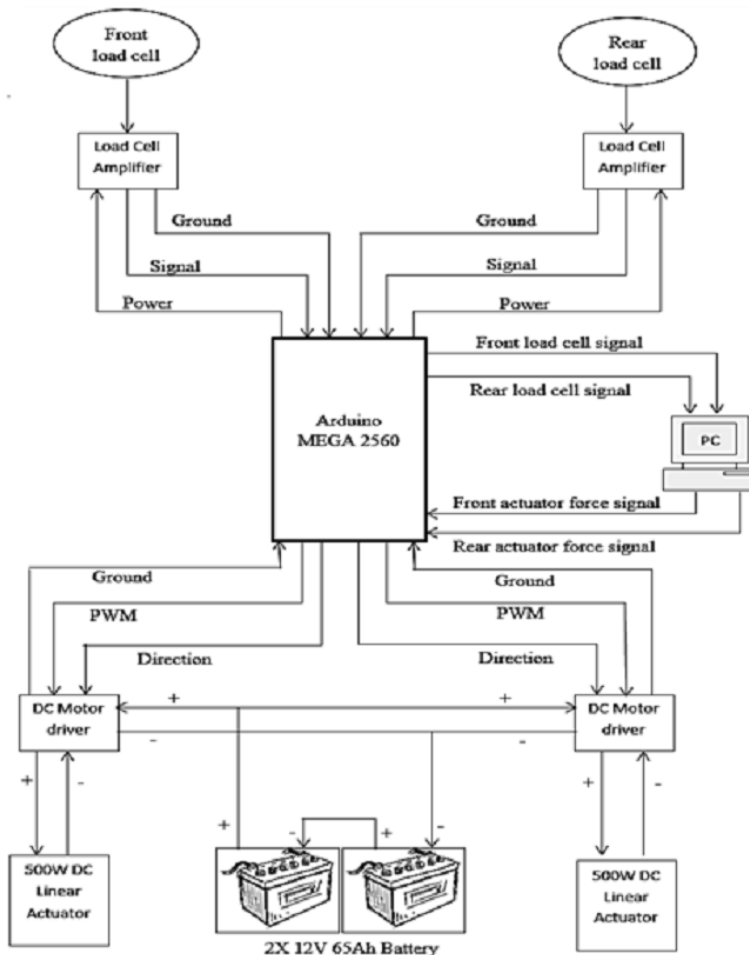 Front
load cell
Rear
load cell
Load Cell
Amplifier
Load Cell
Amplifier
Ground
Ground
Signal
Signal
Power
Power
Front load cell signal
Rear load cell signal
Arduino
MEGA 2560
PC
Front actuator force signal
Rear actuator force signal
Ground
Ground
PWM
PWM
Direction
Direction
+
+
DC Motor
driver
DC Motor
driver
-
-
+
-
+
-
+
-
+
-
500W DC
Linear
Actuator
500W DC
Linear
Actuator
2X 12V 65Ah Battery